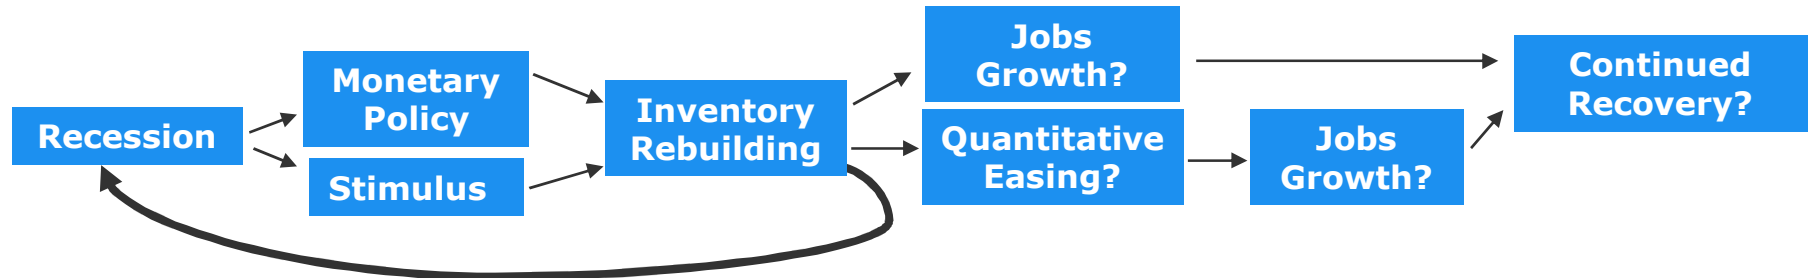 Recession
Monetary
Policy
Stimulus
Inventory
Rebuilding
Jobs
Growth?
Quantitative
Easing?
Jobs
Growth?
Continued
Recovery?